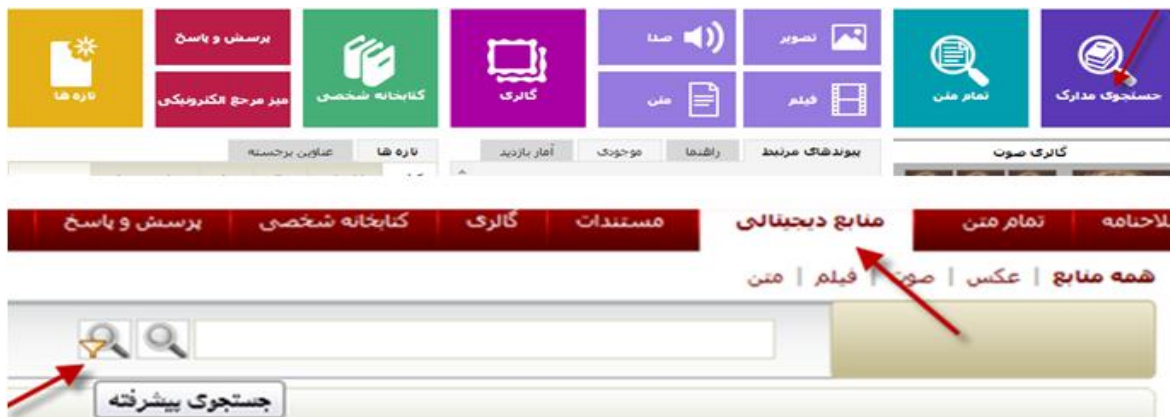 جستجوی مدارک
تمام متن
تصویر
صدا
فیلم
متن
گالری
کتابخانه شخصی
پرسش و پاسخ
میز مرجع الکترونیکی
تازه ها
گالری صوت
پیوندهای مرتبط راهنما موجودی آمار بازدید
تازه ها عناوین برجسته
لاحنامه تمام متن منابع دیجیتالی مستندات گالری کتابخانه شخصی پرسش و پاسخ
همه منابع | عکس | صوت | فیلم | متن
جستجوی پیشرفته